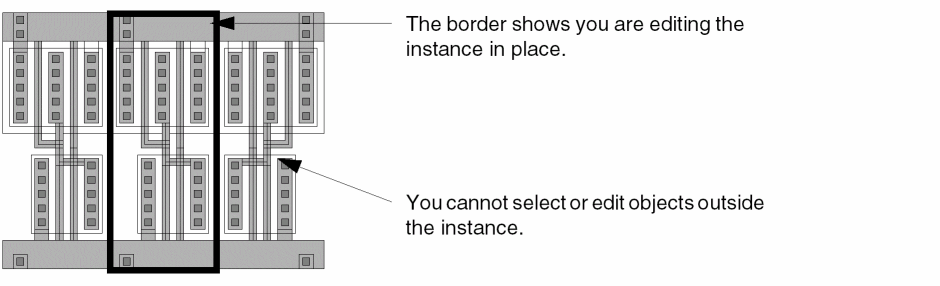 The border shows you are editing the
instance in place.
You cannot select or edit objects outside
the instance.